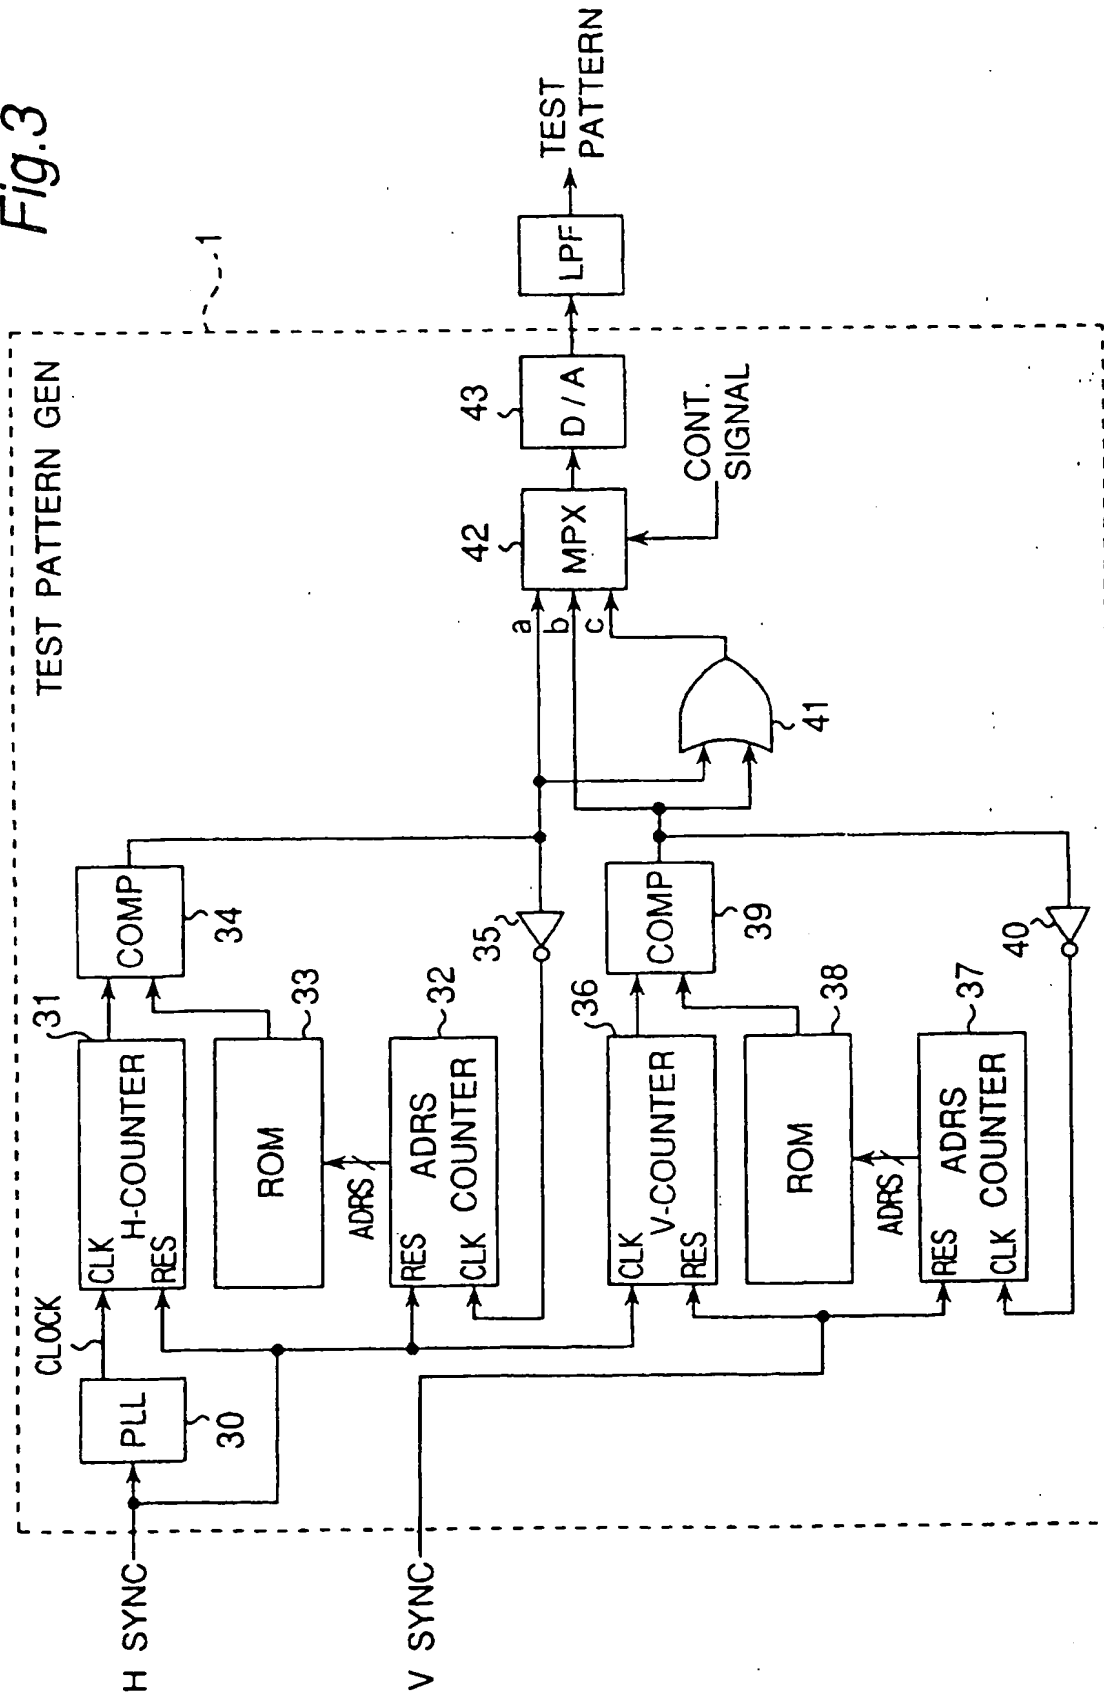 Fig.3
1
TEST PATTERN GEN
H SYNC
V SYNC
PLL
30
CLOCK
CLK
RES
H-COUNTER
31
ROM
33
ADRS
RES
CLK
ADRS
COUNTER
32
COMP
34
35
CLK
RES
V-COUNTER
36
ROM
38
ADRS
RES
CLK
ADRS
COUNTER
37
COMP
39
40
41
a
b
c
MPX
42
CONT.
SIGNAL
D/A
43
LPF
TEST
PATTERN